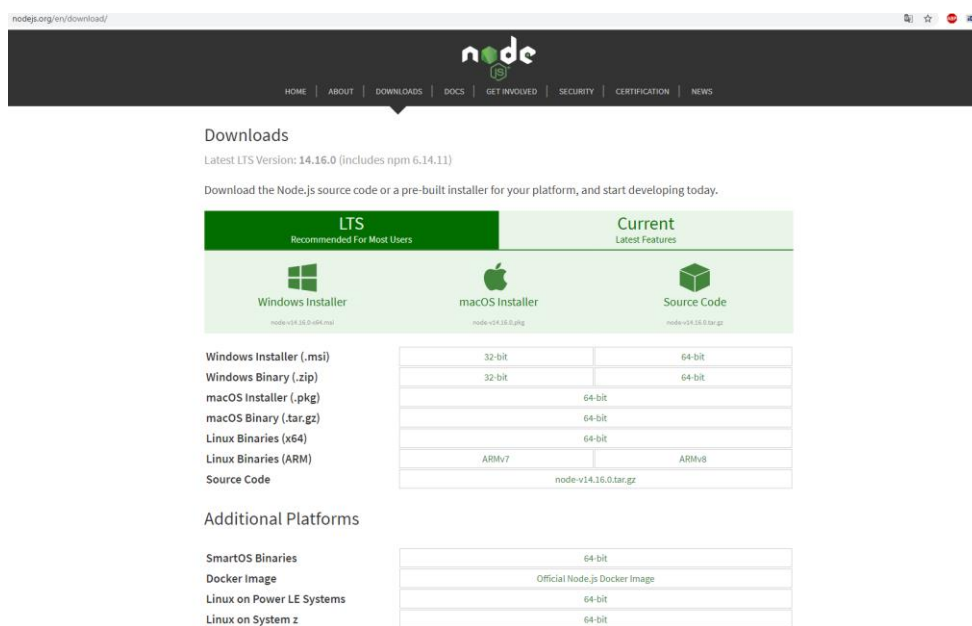 nodejs.org/en/download/
ABP
node
JS
HOME | ABOUT | DOWNLOADS | DOCS | GET INVOLVED | SECURITY | CERTIFICATION | NEWS
Downloads
Latest LTS Version: 14.16.0 (includes npm 6.14.11)
Download the Node.js source code or a pre-built installer for your platform, and start developing today.
LTS Current
Recommended For Most Users Latest Features
Windows Installer macOS Installer Source Code
node-v14.16.0-x64.msi node-v14.16.0.pkg node-v14.16.0.tar.gz
Windows Installer (.msi) 32-bit 64-bit
Windows Binary (.zip) 32-bit 64-bit
macOS Installer (.pkg) 64-bit
macOS Binary (.tar.gz) 64-bit
Linux Binaries (x64) 64-bit
Linux Binaries (ARM) ARMv7 ARMv8
Source Code node-v14.16.0.tar.gz
Additional Platforms
SmartOS Binaries 64-bit
Docker Image Official Node.js Docker Image
Linux on Power LE Systems 64-bit
Linux on System z 64-bit